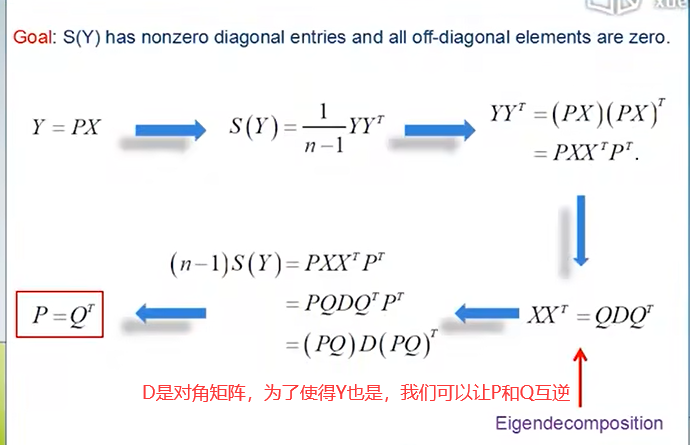 Goal: S(Y) has nonzero diagonal entries and all off-diagonal elements are zero.
Y = PX
S(Y) = \frac{1}{n-1} YY^T
YY^T = (PX)(PX)^T
= PXX^T P^T.
(n-1)S(Y) = PXX^T P^T
= PQDQ^T P^T
= (PQ)D(PQ)^T
P = Q^T
XX^T = QDQ^T
D是对角矩阵，为了使得Y也是，我们可以让P和Q互逆
Eigendecomposition